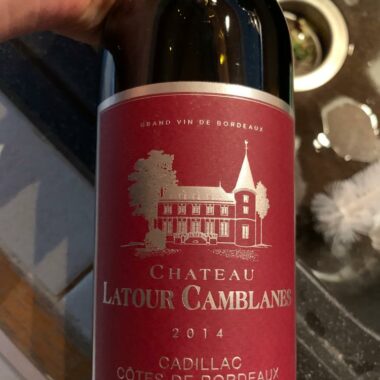 GRAND VIN DE BORDEAUX
CHATEAU
LATOUR CAMBLANES
2014
CADILLAC
CÔTES DE BORDEAUX